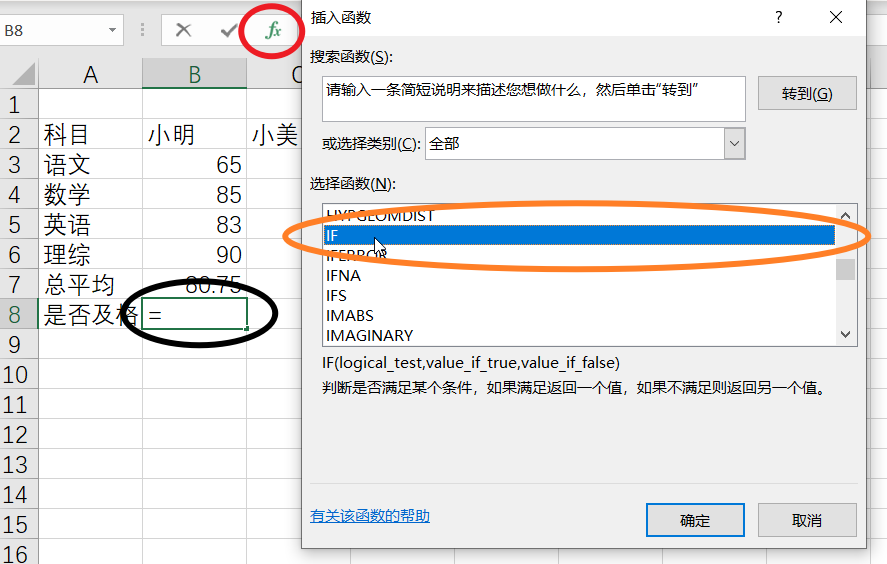 B8
fx
插入函数
?
搜索函数(S):
请输入一条简短说明来描述您想做什么，然后单击“转到”
转到(G)
或选择类别(C): 全部
选择函数(N):
HYPGEOMDIST
IF
IFERROR
IFNA
IFS
IMABS
IMAGINARY
IF(logical_test,value_if_true,value_if_false)
判断是否满足某个条件，如果满足返回一个值，如果不满足则返回另一个值。
有关该函数的帮助
确定
取消
A B C
1
2 科目 小明 小美
3 语文 65
4 数学 85
5 英语 83
6 理综 90
7 总平均 80.75
8 是否及格 =
9
10
11
12
13
14
15
16